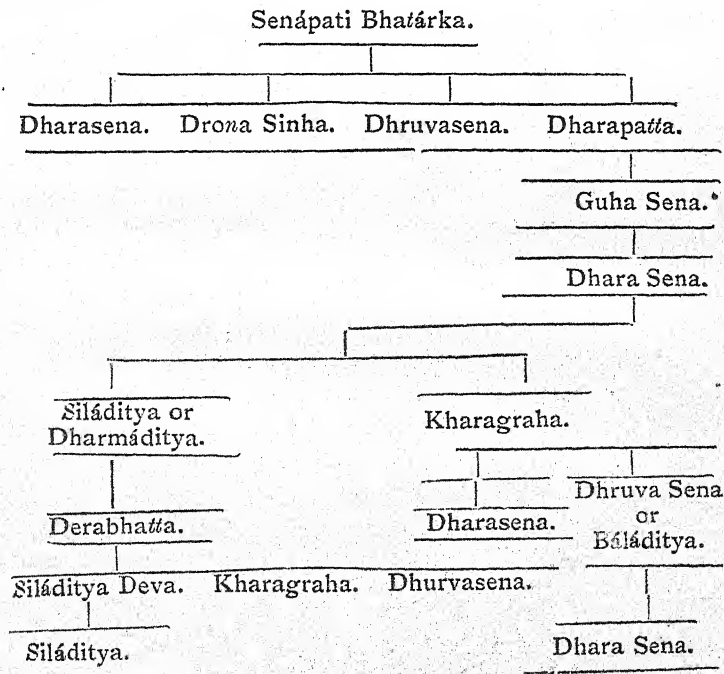 Senápati Bhatárka.
Dharasena. Drona Sinha. Dhruvasena. Dharapatta.
Guha Sena.
Dhara Sena.
Siláditya or
Dharmáditya.
Kharagraha.
Derabhatta.
Dharasena.
Dhruva Sena
or
Báláditya.
Siláditya Deva. Kharagraha. Dhurvasena.
Siláditya.
Dhara Sena.